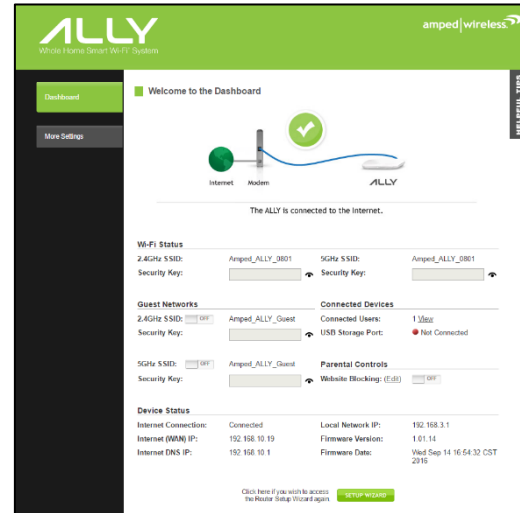 ALLY
Whole Home Smart Wi-Fi System
amped|wireless
HELPFUL TIPS
Dashboard
More Settings
Welcome to the Dashboard
Internet Modem ALLY
The ALLY is connected to the Internet.
Wi-Fi Status
2.4GHz SSID: Amped_ALLY_0801 5GHz SSID: Amped_ALLY_0801
Security Key: Security Key:
Guest Networks Connected Devices
2.4GHz SSID: OFF Amped_ALLY_Guest Connected Users: 1 View
Security Key: USB Storage Port: Not Connected
5GHz SSID: OFF Amped_ALLY_Guest Parental Controls
Security Key: Website Blocking: (Edit) OFF
Device Status
Internet Connection: Connected Local Network IP: 192.168.3.1
Internet (WAN) IP: 192.168.10.19 Firmware Version: 1.01.14
Internet DNS IP: 192.168.10.1 Firmware Date: Wed Sep 14 16:54:32 CST
2016
Click here if you wish to access
the Router Setup Wizard again. SETUP WIZARD